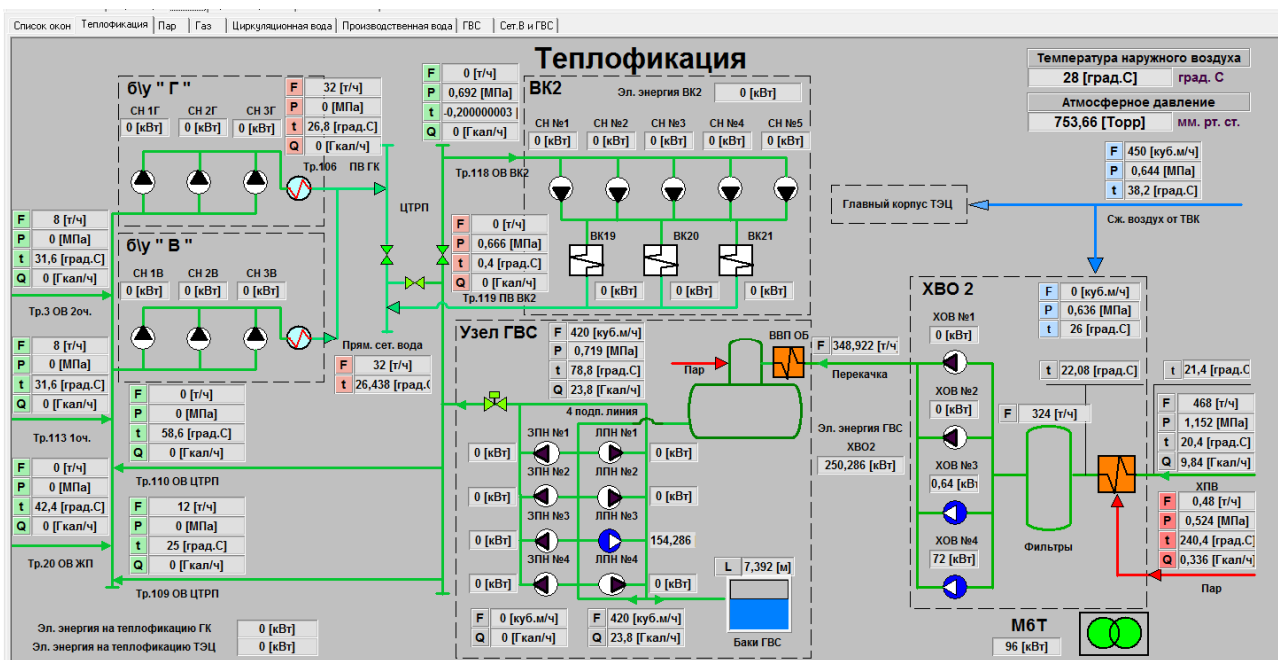 Список окон Теплофикация Пар Газ Циркуляционная вода Производственная вода ГВС Сет.В и ГВС
Теплофикация
Температура наружного воздуха
28 [град.C] град. С
Атмосферное давление
753,66 [Торр] мм. рт. ст.
б\у " Г "
СН 1Г СН 2Г СН 3Г
0 [кВт] 0 [кВт] 0 [кВт]
F 32 [т/ч]
P 0 [МПа]
t 26,8 [град.C]
Q 0 [Гкал/ч]
Тр.106 ПВ ГК
F 0 [т/ч]
P 0,692 [МПа]
t -0,200000003 [
Q 0 [Гкал/ч]
Тр.118 ОВ ВК2
ВК2
Эл. энергия ВК2 0 [кВт]
СН №1 СН №2 СН №3 СН №4 СН №5
0 [кВт] 0 [кВт] 0 [кВт] 0 [кВт] 0 [кВт]
ВК19 ВК20 ВК21
0 [кВт] 0 [кВт] 0 [кВт]
F 450 [куб.м/ч]
P 0,644 [МПа]
t 38,2 [град.C]
Главный корпус ТЭЦ
Сж. воздух от ТВК
ЦТРП
F 0 [т/ч]
P 0,666 [МПа]
t 0,4 [град.C]
Q 0 [Гкал/ч]
Тр.119 ПВ ВК2
F 8 [т/ч]
P 0 [МПа]
t 31,6 [град.C]
Q 0 [Гкал/ч]
Тр.3 ОВ 2оч.
б\у " В "
СН 1В СН 2В СН 3В
0 [кВт] 0 [кВт] 0 [кВт]
Прям. сет. вода
F 32 [т/ч]
t 26,438 [град.(
F 8 [т/ч]
P 0 [МПа]
t 31,6 [град.C]
Q 0 [Гкал/ч]
Тр.113 1оч.
F 0 [т/ч]
P 0 [МПа]
t 58,6 [град.C]
Q 0 [Гкал/ч]
Тр.110 ОВ ЦТРП
F 0 [т/ч]
P 0 [МПа]
t 42,4 [град.C]
Q 0 [Гкал/ч]
Тр.20 ОВ ЖП
F 12 [т/ч]
P 0 [МПа]
t 25 [град.C]
Q 0 [Гкал/ч]
Тр.109 ОВ ЦТРП
Эл. энергия на теплофикацию ГК 0 [кВт]
Эл. энергия на теплофикацию ТЭЦ 0 [кВт]
Узел ГВС
F 420 [куб.м/ч]
P 0,719 [МПа]
t 78,8 [град.C]
Q 23,8 [Гкал/ч]
4 подп. линия
Пар
ВВП ОБ
F 348,922 [т/ч
Перекачка
ЗПН №1 ЛПН №1
0 [кВт] 0 [кВт]
ЗПН №2 ЛПН №2
0 [кВт] 0 [кВт]
ЗПН №3 ЛПН №3
0 [кВт] 154,286
ЗПН №4 ЛПН №4
0 [кВт] 0 [кВт]
F 0 [куб.м/ч]
Q 0 [Гкал/ч]
F 420 [куб.м/ч]
Q 23,8 [Гкал/ч]
L 7,392 [м]
Баки ГВС
Эл. энергия ГВС
ХВО2
250,286 [кВт]
ХВО 2
F 0 [куб.м/ч]
P 0,636 [МПа]
t 26 [град.C]
ХОВ №1
0 [кВт]
ХОВ №2
0 [кВт]
ХОВ №3
0,64 [кВт
ХОВ №4
72 [кВт]
t 22,08 [град.C]
F 324 [т/ч]
Фильтры
t 21,4 [град.C
F 468 [т/ч]
P 1,152 [МПа]
t 20,4 [град.C]
Q 9,84 [Гкал/ч]
ХПВ
F 0,48 [т/ч]
P 0,524 [МПа]
t 240,4 [град.C
Q 0,336 [Гкал/ч
Пар
М6Т
96 [кВт]